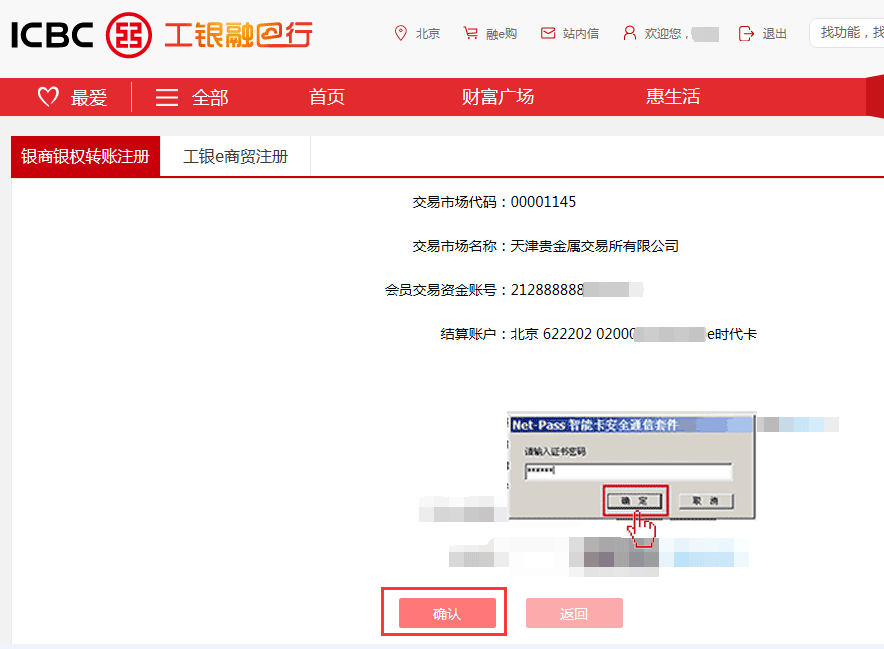 ICBC 工银融e行 北京 融e购 站内信 欢迎您, 退出 找功能，找
最爱 全部 首页 财富广场 惠生活
银商银权转账注册 工银e商贸注册
交易市场代码：00001145
交易市场名称：天津贵金属交易所有限公司
会员交易资金账号：212888888
结算账户：北京 622202 02000 e时代卡
Net-Pass 智能卡安全通信套件
请输入证书密码
******
确 定 取 消
确认 返回